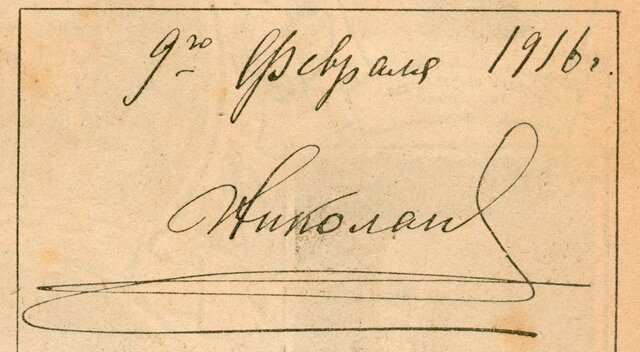 9го Февраля 1916 г.
Николай